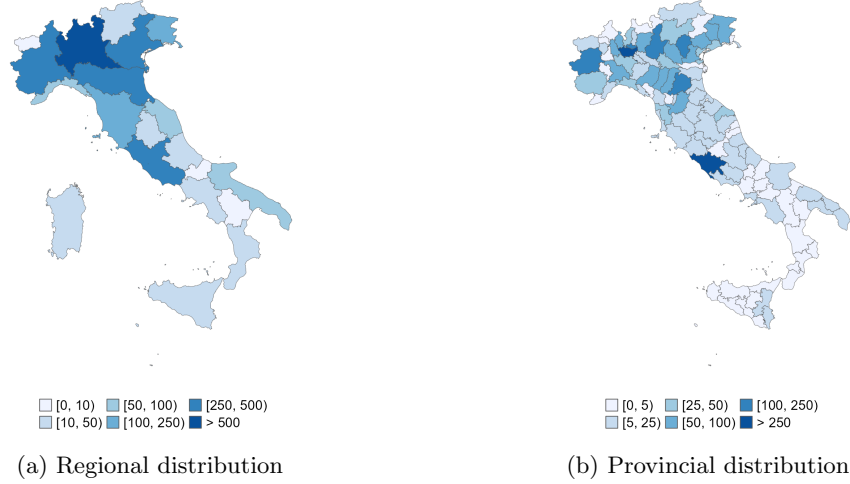 [0, 10) [50, 100) [250, 500)
[10, 50) [100, 250) > 500
(a) Regional distribution
[0, 5) [25, 50) [100, 250)
[5, 25) [50, 100) > 250
(b) Provincial distribution